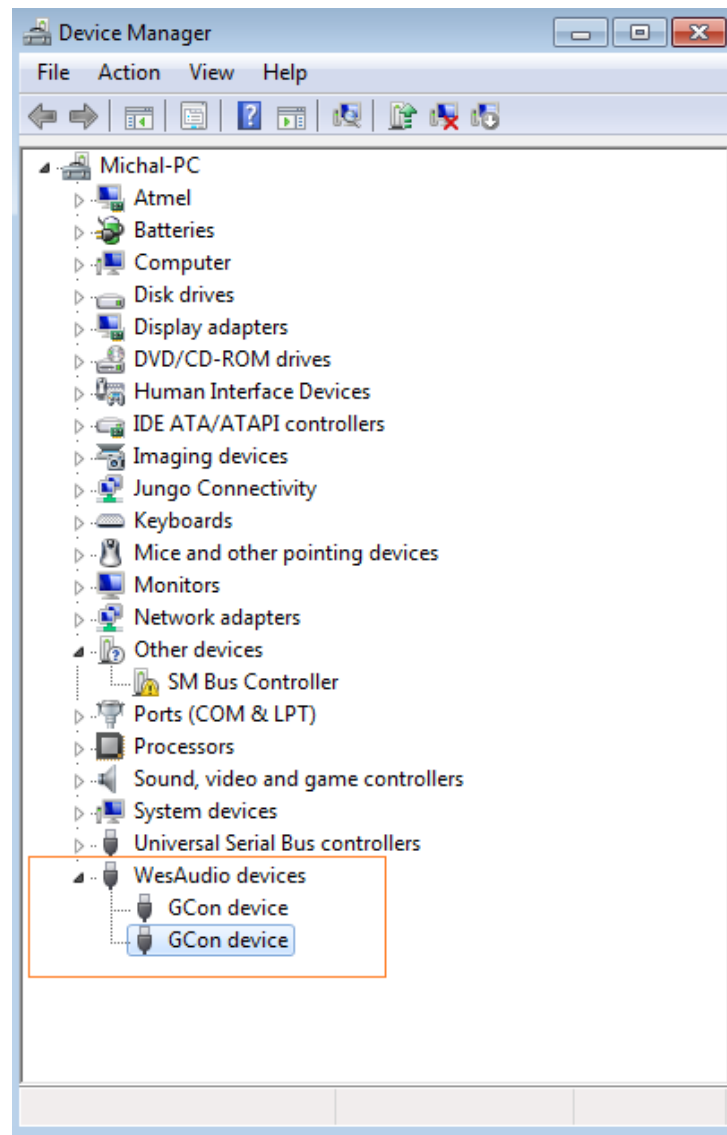 Device Manager
File Action View Help
Michal-PC
Atmel
Batteries
Computer
Disk drives
Display adapters
DVD/CD-ROM drives
Human Interface Devices
IDE ATA/ATAPI controllers
Imaging devices
Jungo Connectivity
Keyboards
Mice and other pointing devices
Monitors
Network adapters
Other devices
SM Bus Controller
Ports (COM & LPT)
Processors
Sound, video and game controllers
System devices
Universal Serial Bus controllers
WesAudio devices
GCon device
GCon device